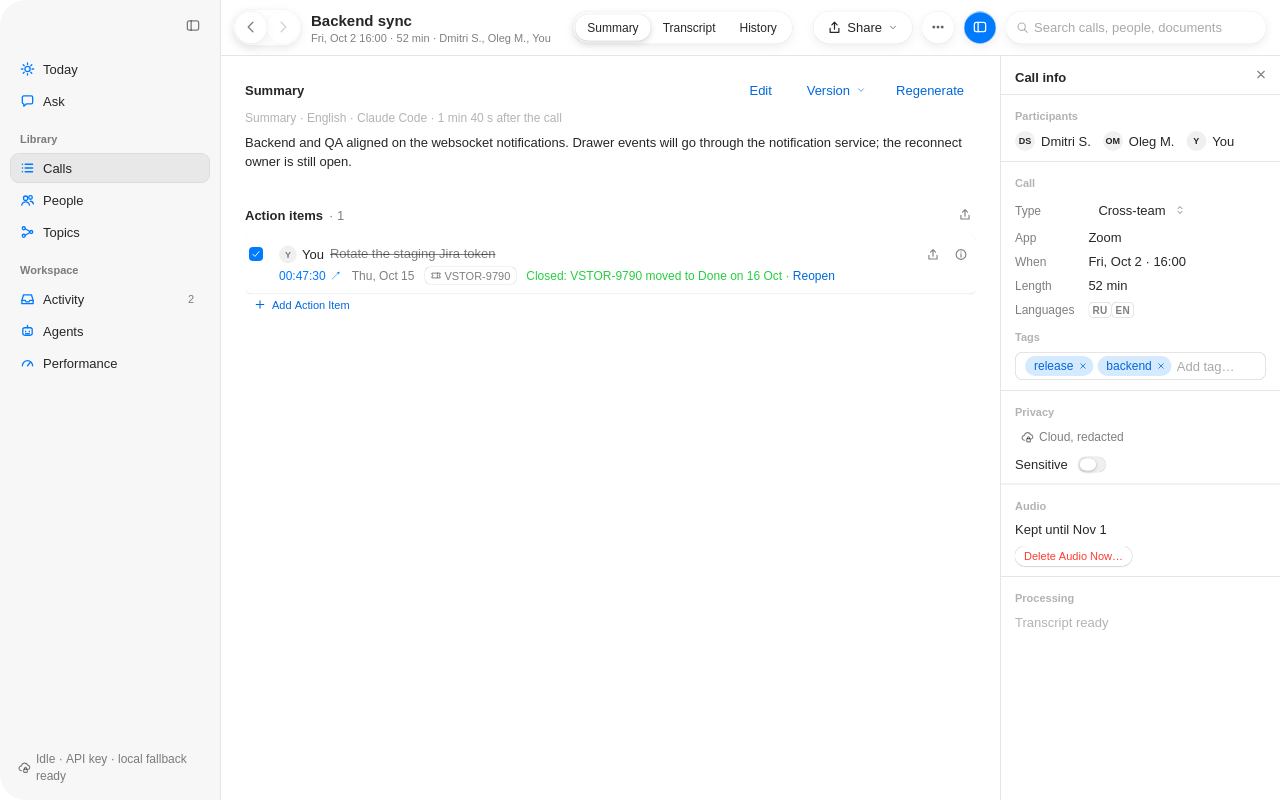 Today
Ask
Library
Calls
People
Topics
Workspace
Activity 2
Agents
Performance
Idle · API key · local fallback ready
Backend sync
Fri, Oct 2 16:00 · 52 min · Dmitri S., Oleg M., You
Summary Transcript History
Share
Search calls, people, documents
Summary
Edit Version Regenerate
Summary · English · Claude Code · 1 min 40 s after the call
Backend and QA aligned on the websocket notifications. Drawer events will go through the notification service; the reconnect
owner is still open.
Action items · 1
Y You Rotate the staging Jira token
00:47:30 Thu, Oct 15 VSTOR-9790 Closed: VSTOR-9790 moved to Done on 16 Oct · Reopen
Add Action Item
Call info
Participants
DS Dmitri S. OM Oleg M. Y You
Call
Type Cross-team
App Zoom
When Fri, Oct 2 · 16:00
Length 52 min
Languages RU EN
Tags
release backend Add tag…
Privacy
Cloud, redacted
Sensitive
Audio
Kept until Nov 1
Delete Audio Now…
Processing
Transcript ready